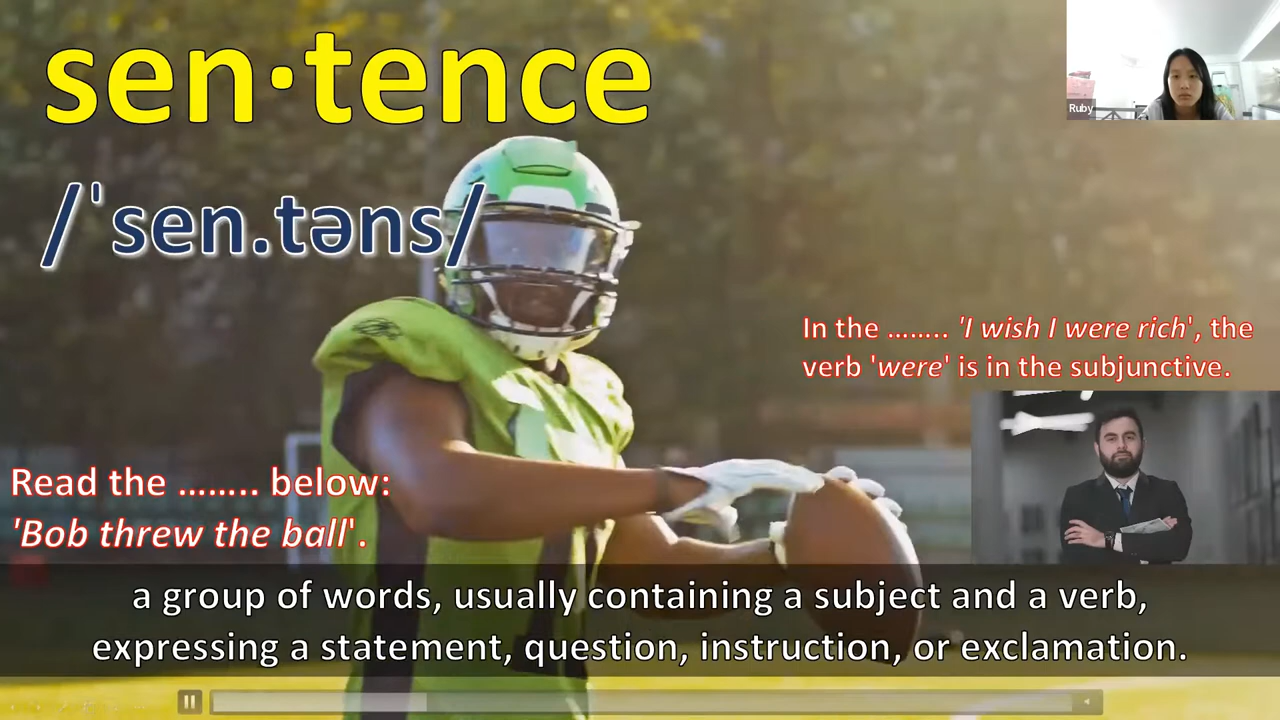 sen·tence
/ˈsen.təns/
Ruby
In the …….. 'I wish I were rich', the
verb 'were' is in the subjunctive.
Read the …….. below:
'Bob threw the ball'.
a group of words, usually containing a subject and a verb,
expressing a statement, question, instruction, or exclamation.